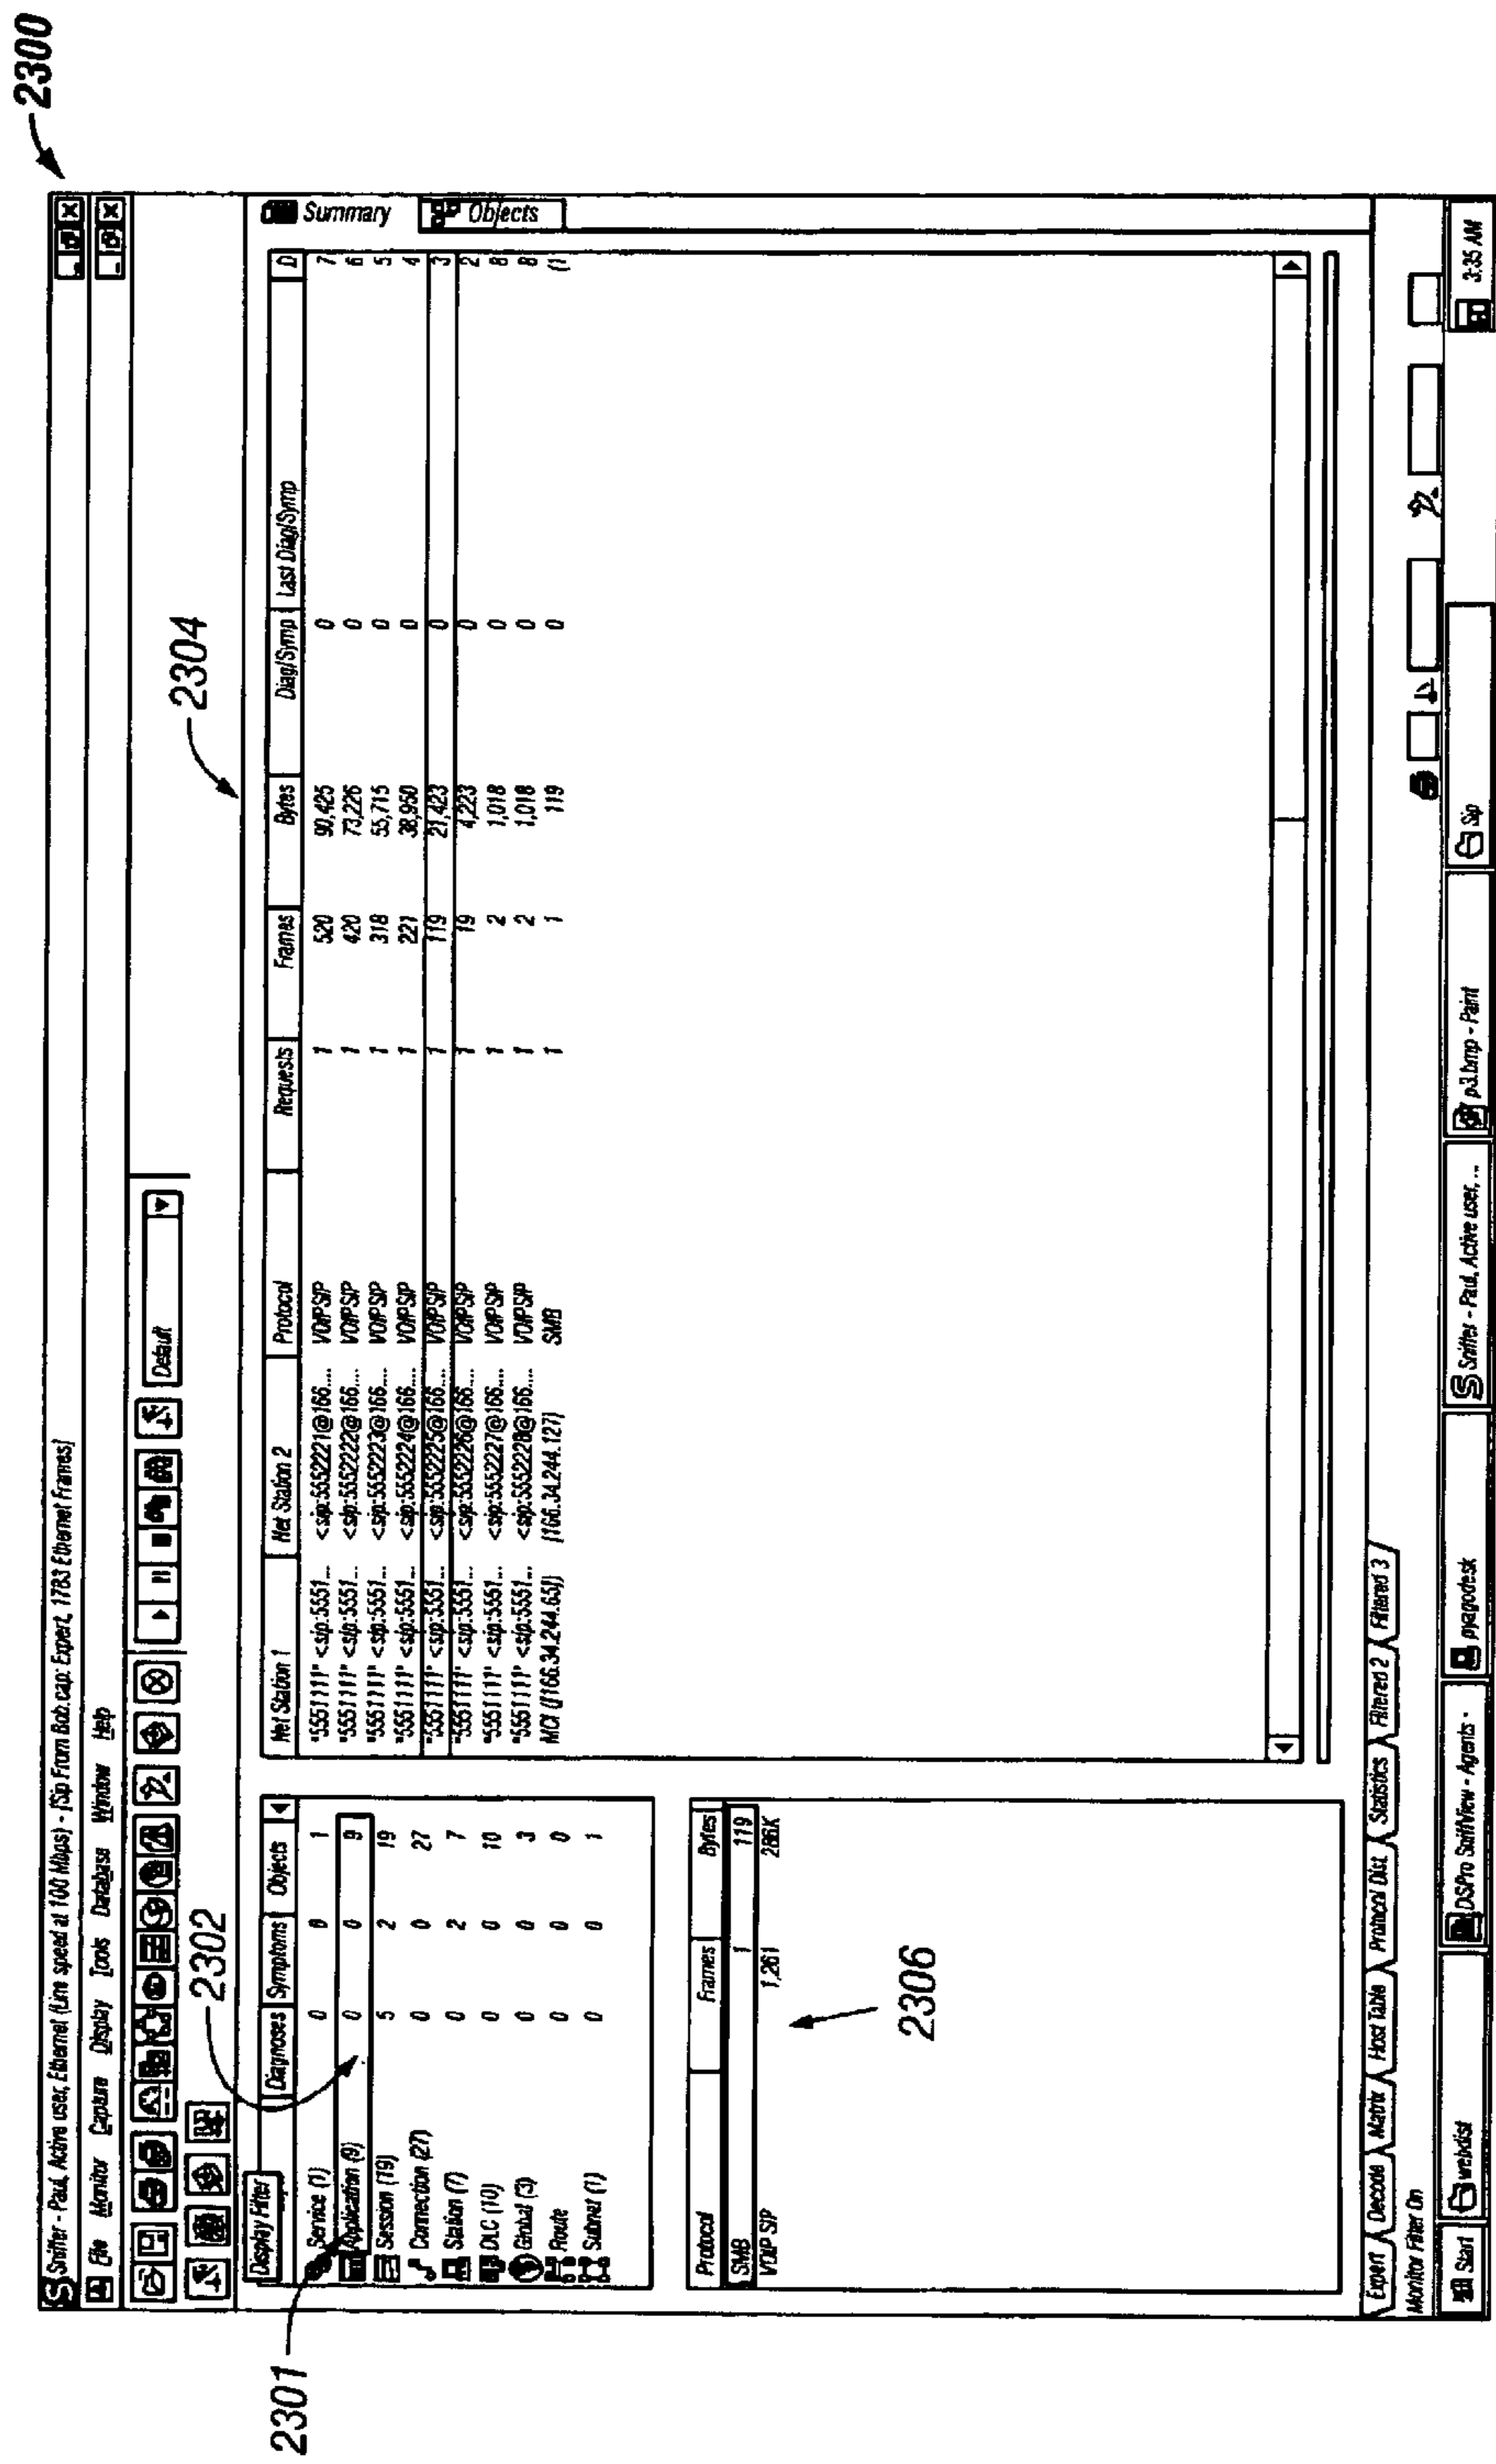 2300
Sniffer - Paul, Active user, Ethernet (Line speed at 100 Mbps) - [Sip From Bob.cap: Expert, 1783 Ethernet Frames]
File Monitor Capture Display Tools Database Window Help
Default
2302
2304
Display Filter
Diagnoses Symptoms Objects
Service (1) 0 0 1
Application (9) 0 0 9
Session (19) 5 2 19
Connection (27) 0 0 27
Station (7) 0 2 7
DLC (10) 0 0 10
Global (3) 0 0 3
Route 0 0 0
Subnet (1) 0 0 1
2301
Net Station 1 Net Station 2 Protocol Requests Frames Bytes Diag/Symp Last Diag/Symp D
"5551111" <sip:5551... <sip:5552221@166.... VOIPSIP 1 520 90,425 0 7
"5551111" <sip:5551... <sip:5552222@166.... VOIPSIP 1 420 73,226 0 6
"5551111" <sip:5551... <sip:5552223@166.... VOIPSIP 1 318 55,715 0 5
"5551111" <sip:5551... <sip:5552224@166.... VOIPSIP 1 221 38,950 0 4
"5551111" <sip:5551... <sip:5552225@166.... VOIPSIP 1 119 21,423 0 3
"5551111" <sip:5551... <sip:5552226@166.... VOIPSIP 1 19 4,223 0 2
"5551111" <sip:5551... <sip:5552227@166.... VOIPSIP 1 2 1,018 0 8
"5551111" <sip:5551... <sip:5552228@166.... VOIPSIP 1 2 1,018 0 8
MCI ([166.34.244.65]) [166.34.244.127] SMB 1 1 119 0 (1
Summary
Objects
Protocol Frames Bytes
SMB 1 119
VOIP SIP 1,261 286K
2306
Expert Decode Matrix Host Table Protocol Dist. Statistics Filtered 2 Filtered 3
Monitor Filter On
Start webdist DSPro SniffView - Agents - pyagodesk Sniffer - Paul, Active user, ... p3.bmp - Paint Sip 3:35 AM